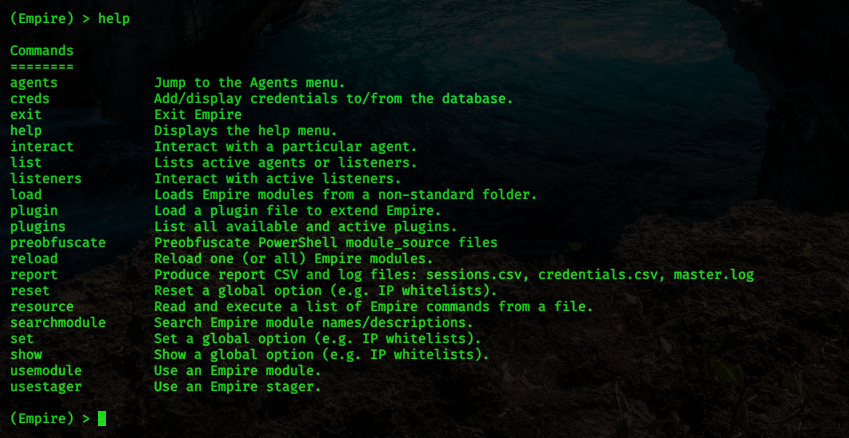 (Empire) > help
Commands
========
agents Jump to the Agents menu.
creds Add/display credentials to/from the database.
exit Exit Empire
help Displays the help menu.
interact Interact with a particular agent.
list Lists active agents or listeners.
listeners Interact with active listeners.
load Loads Empire modules from a non-standard folder.
plugin Load a plugin file to extend Empire.
plugins List all available and active plugins.
preobfuscate Preobfuscate PowerShell module_source files
reload Reload one (or all) Empire modules.
report Produce report CSV and log files: sessions.csv, credentials.csv, master.log
reset Reset a global option (e.g. IP whitelists).
resource Read and execute a list of Empire commands from a file.
searchmodule Search Empire module names/descriptions.
set Set a global option (e.g. IP whitelists).
show Show a global option (e.g. IP whitelists).
usemodule Use an Empire module.
usestager Use an Empire stager.
(Empire) >